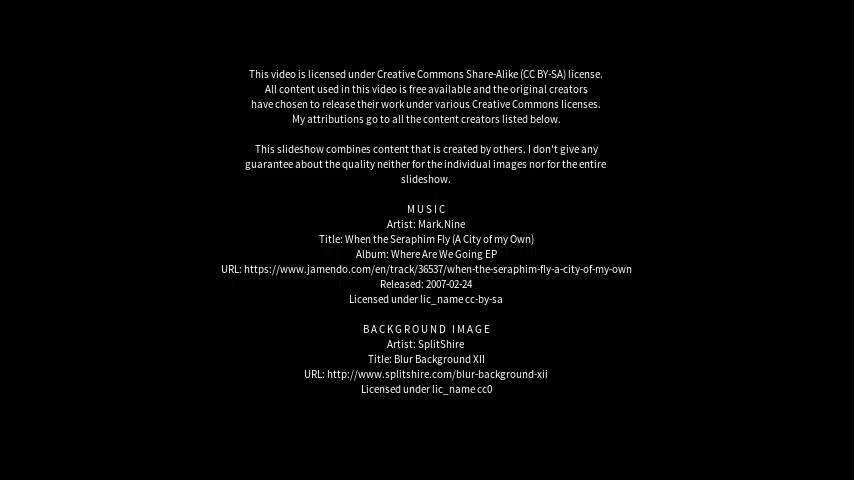 This video is licensed under Creative Commons Share-Alike (CC BY-SA) license.
All content used in this video is free available and the original creators
have chosen to release their work under various Creative Commons licenses.
My attributions go to all the content creators listed below.
This slideshow combines content that is created by others. I don't give any
guarantee about the quality neither for the individual images nor for the entire
slideshow.
MUSIC
Artist: Mark.Nine
Title: When the Seraphim Fly (A City of my Own)
Album: Where Are We Going EP
URL: https://www.jamendo.com/en/track/36537/when-the-seraphim-fly-a-city-of-my-own
Released: 2007-02-24
Licensed under lic_name cc-by-sa
BACKGROUND IMAGE
Artist: SplitShire
Title: Blur Background XII
URL: http://www.splitshire.com/blur-background-xii
Licensed under lic_name cc0